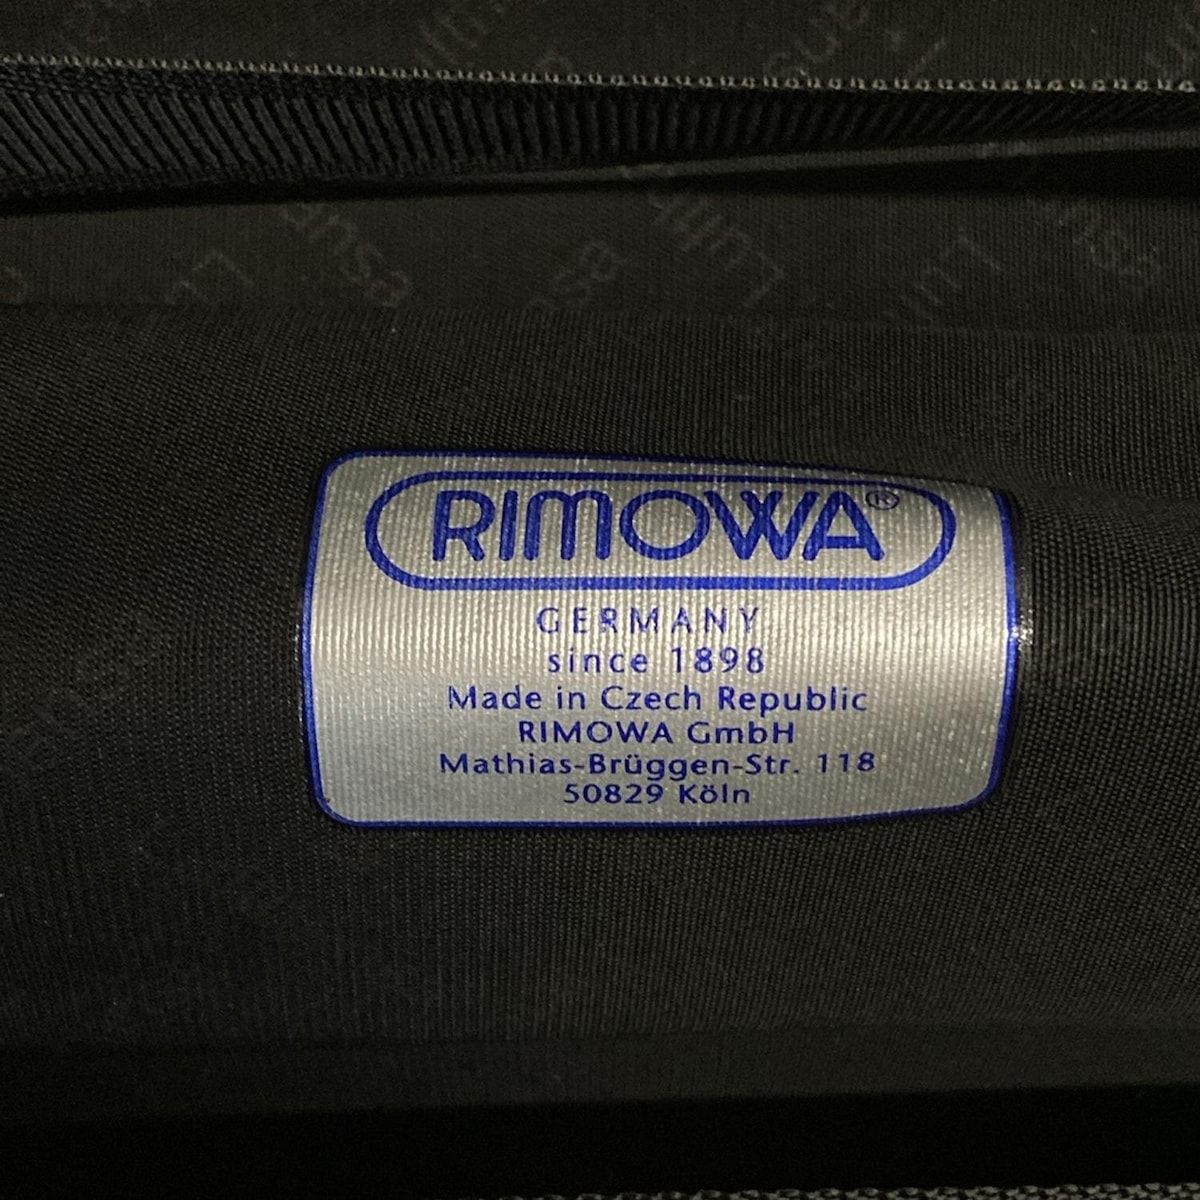 RIMOWA®
GERMANY
since 1898
Made in Czech Republic
RIMOWA GmbH
Mathias-Brüggen-Str. 118
50829 Köln